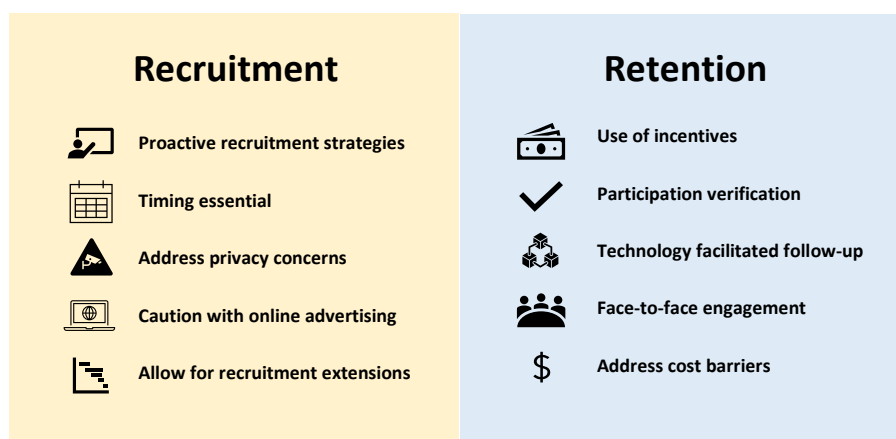 Recruitment
Proactive recruitment strategies
Timing essential
Address privacy concerns
Caution with online advertising
Allow for recruitment extensions
Retention
Use of incentives
Participation verification
Technology facilitated follow-up
Face-to-face engagement
$ Address cost barriers